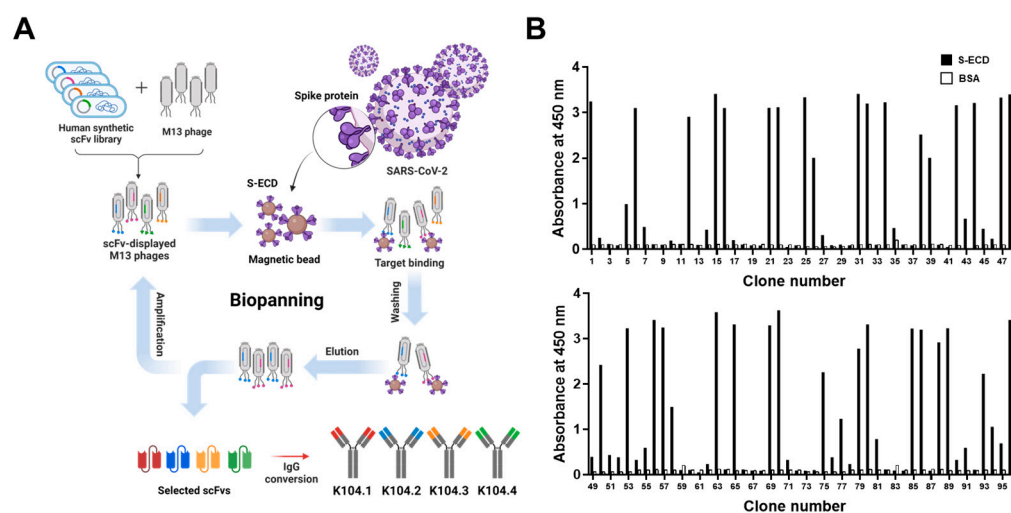 A
Human synthetic
scFv library
+
M13 phage
Spike protein
SARS-CoV-2
scFv-displayed
M13 phages
S-ECD
Magnetic bead
Target binding
Biopanning
Washing
Amplification
Elution
Selected scFvs
IgG
conversion
K104.1 K104.2 K104.3 K104.4
B
S-ECD
BSA
Absorbance at 450 nm
4
3
2
1
0
1 3 5 7 9 11 13 15 17 19 21 23 25 27 29 31 33 35 37 39 41 43 45 47
Clone number
Absorbance at 450 nm
4
3
2
1
0
49 51 53 55 57 59 61 63 65 67 69 71 73 75 77 79 81 83 85 87 89 91 93 95
Clone number